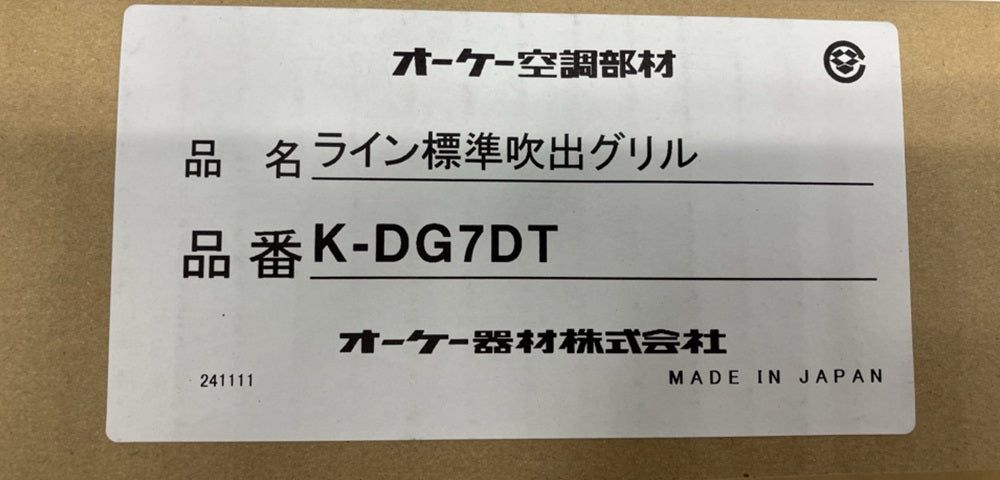 オーケー空調部材
品名 ライン標準吹出グリル
品番 K-DG7DT
オーケー器材株式会社
241111
MADE IN JAPAN